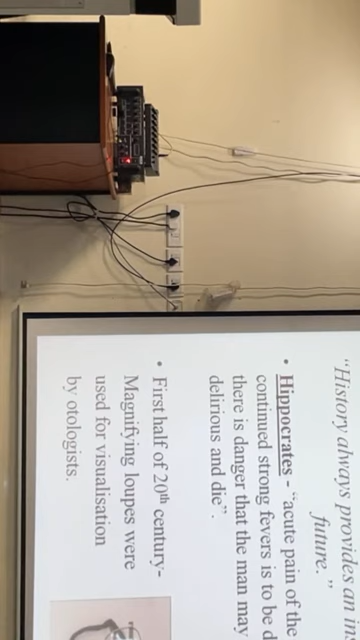 “History always provides an in
future.”
• Hippocrates - “acute pain of the
continued strong fevers is to be d
there is danger that the man may
delirious and die”.
• First half of 20th century-
Magnifying loupes were
used for visualisation
by otologists.